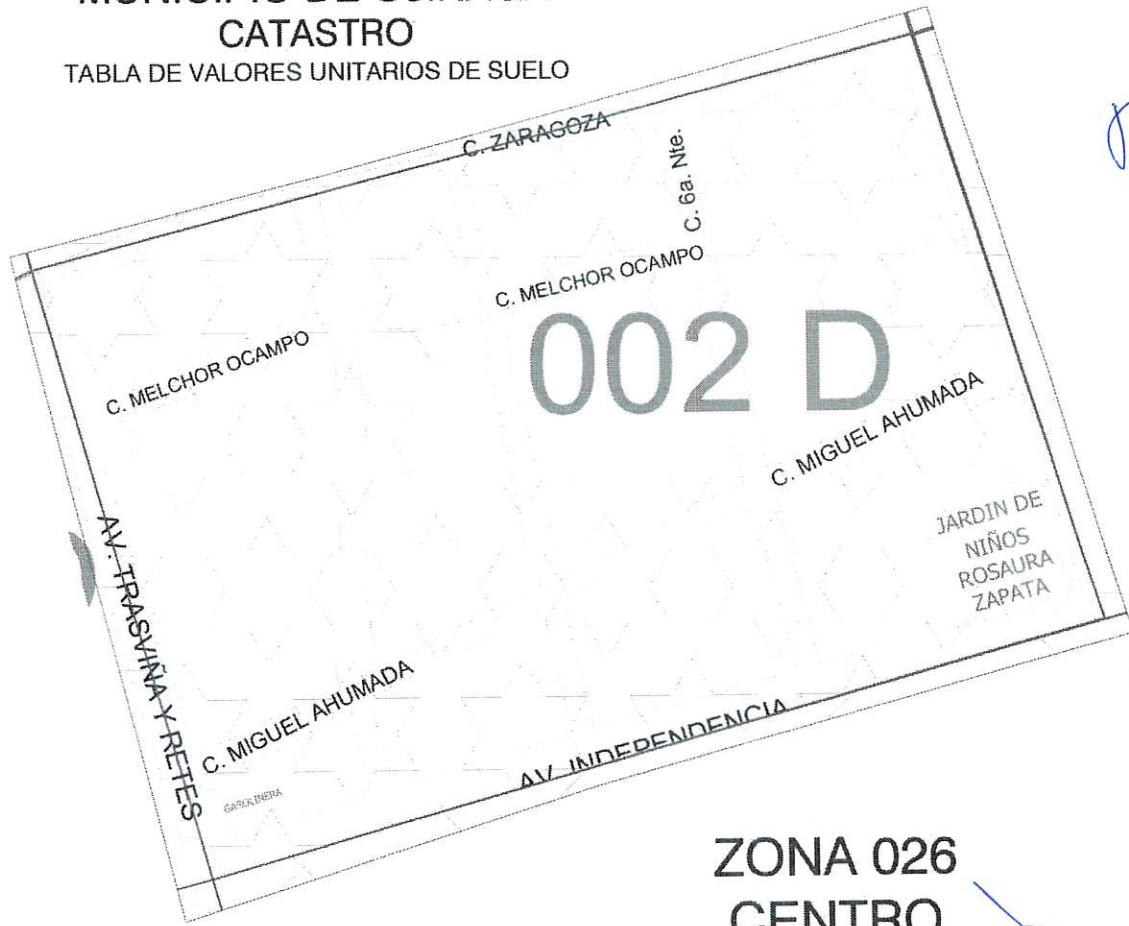 CATASTRO
TABLA DE VALORES UNITARIOS DE SUELO
C. ZARAGOZA
C. 6a. Nte.
C. MELCHOR OCAMPO
C. MELCHOR OCAMPO
002 D
C. MIGUEL AHUMADA
JARDIN DE
NIÑOS
ROSAURA
ZAPATA
AV. TRASVIÑA Y RETES
C. MIGUEL AHUMADA
GASOLINERA
AV. INDEPENDENCIA
ZONA 026
CENTRO